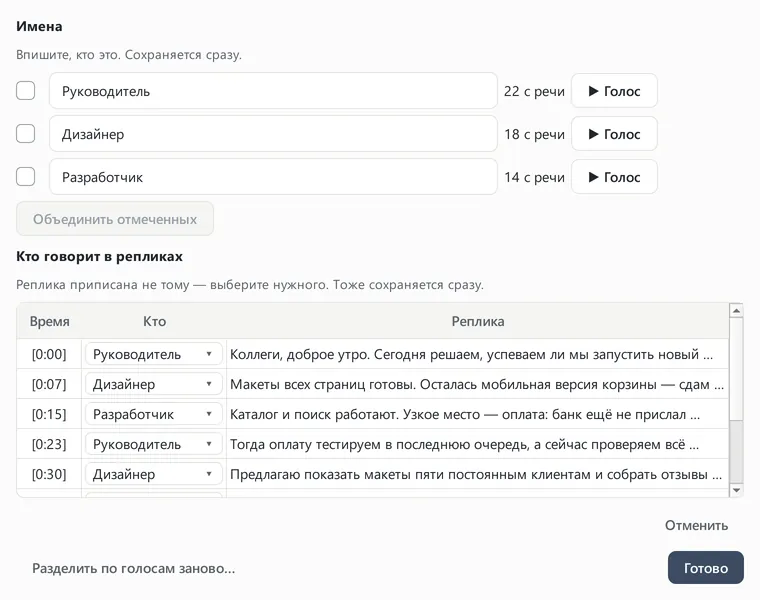 Имена
Впишите, кто это. Сохраняется сразу.
Руководитель 22 с речи ▶ Голос
Дизайнер 18 с речи ▶ Голос
Разработчик 14 с речи ▶ Голос
Объединить отмеченных
Кто говорит в репликах
Реплика приписана не тому — выберите нужного. Тоже сохраняется сразу.
Время Кто Реплика
[0:00] Руководитель Коллеги, доброе утро. Сегодня решаем, успеваем ли мы запустить новый ...
[0:07] Дизайнер Макеты всех страниц готовы. Осталась мобильная версия корзины — сдам ...
[0:15] Разработчик Каталог и поиск работают. Узкое место — оплата: банк ещё не прислал ...
[0:23] Руководитель Тогда оплату тестируем в последнюю очередь, а сейчас проверяем всё ...
[0:30] Дизайнер Предлагаю показать макеты пяти постоянным клиентам и собрать отзывы ...
Отменить
Разделить по голосам заново... Готово